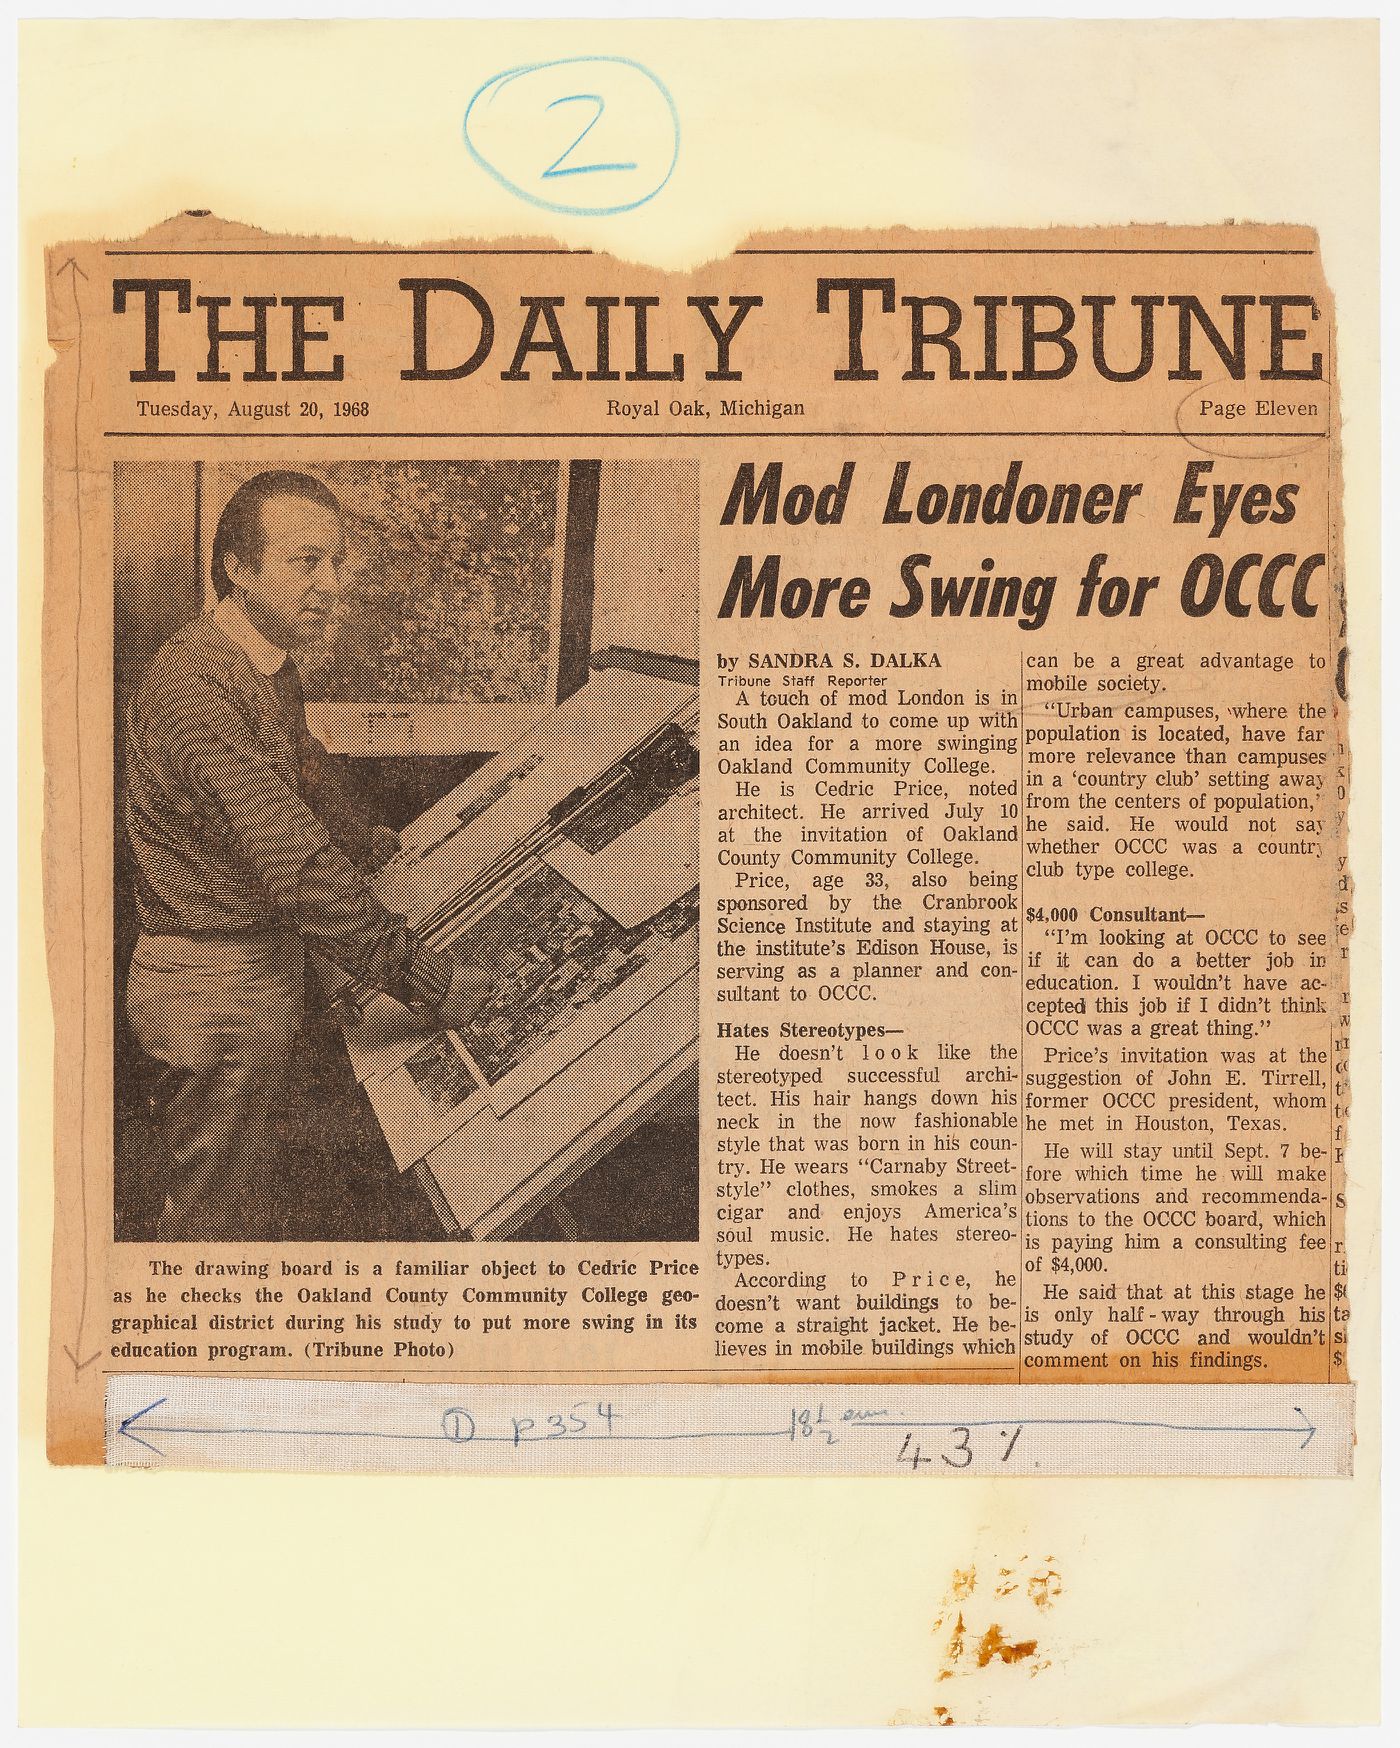 2
THE DAILY TRIBUNE
Tuesday, August 20, 1968
Royal Oak, Michigan
Page Eleven
Mod Londoner Eyes
More Swing for OCCC
The drawing board is a familiar object to Cedric Price
as he checks the Oakland County Community College geo-
graphical district during his study to put more swing in its
education program. (Tribune Photo)
by SANDRA S. DALKA
Tribune Staff Reporter
A touch of mod London is in
South Oakland to come up with
an idea for a more swinging
Oakland Community College.
He is Cedric Price, noted
architect. He arrived July 10
at the invitation of Oakland
County Community College.
Price, age 33, also being
sponsored by the Cranbrook
Science Institute and staying at
the institute's Edison House, is
serving as a planner and con-
sultant to OCCC.
Hates Stereotypes—
He doesn't look like the
stereotyped successful archi-
tect. His hair hangs down his
neck in the now fashionable
style that was born in his coun-
try. He wears "Carnaby Street-
style" clothes, smokes a slim
cigar and enjoys America's
soul music. He hates stereo-
types.
According to Price, he
doesn't want buildings to be-
come a straight jacket. He be-
lieves in mobile buildings which
can be a great advantage to
mobile society.
"Urban campuses, where the
population is located, have far
more relevance than campuses
in a 'country club' setting away
from the centers of population,'
he said. He would not say
whether OCCC was a country
club type college.
$4,000 Consultant—
"I'm looking at OCCC to see
if it can do a better job in
education. I wouldn't have ac-
cepted this job if I didn't think
OCCC was a great thing."
Price's invitation was at the
suggestion of John E. Tirrell,
former OCCC president, whom
he met in Houston, Texas.
He will stay until Sept. 7 be-
fore which time he will make
observations and recommenda-
tions to the OCCC board, which
is paying him a consulting fee
of $4,000.
He said that at this stage he
is only half-way through his
study of OCCC and wouldn't
comment on his findings.
D p354 18½
43%